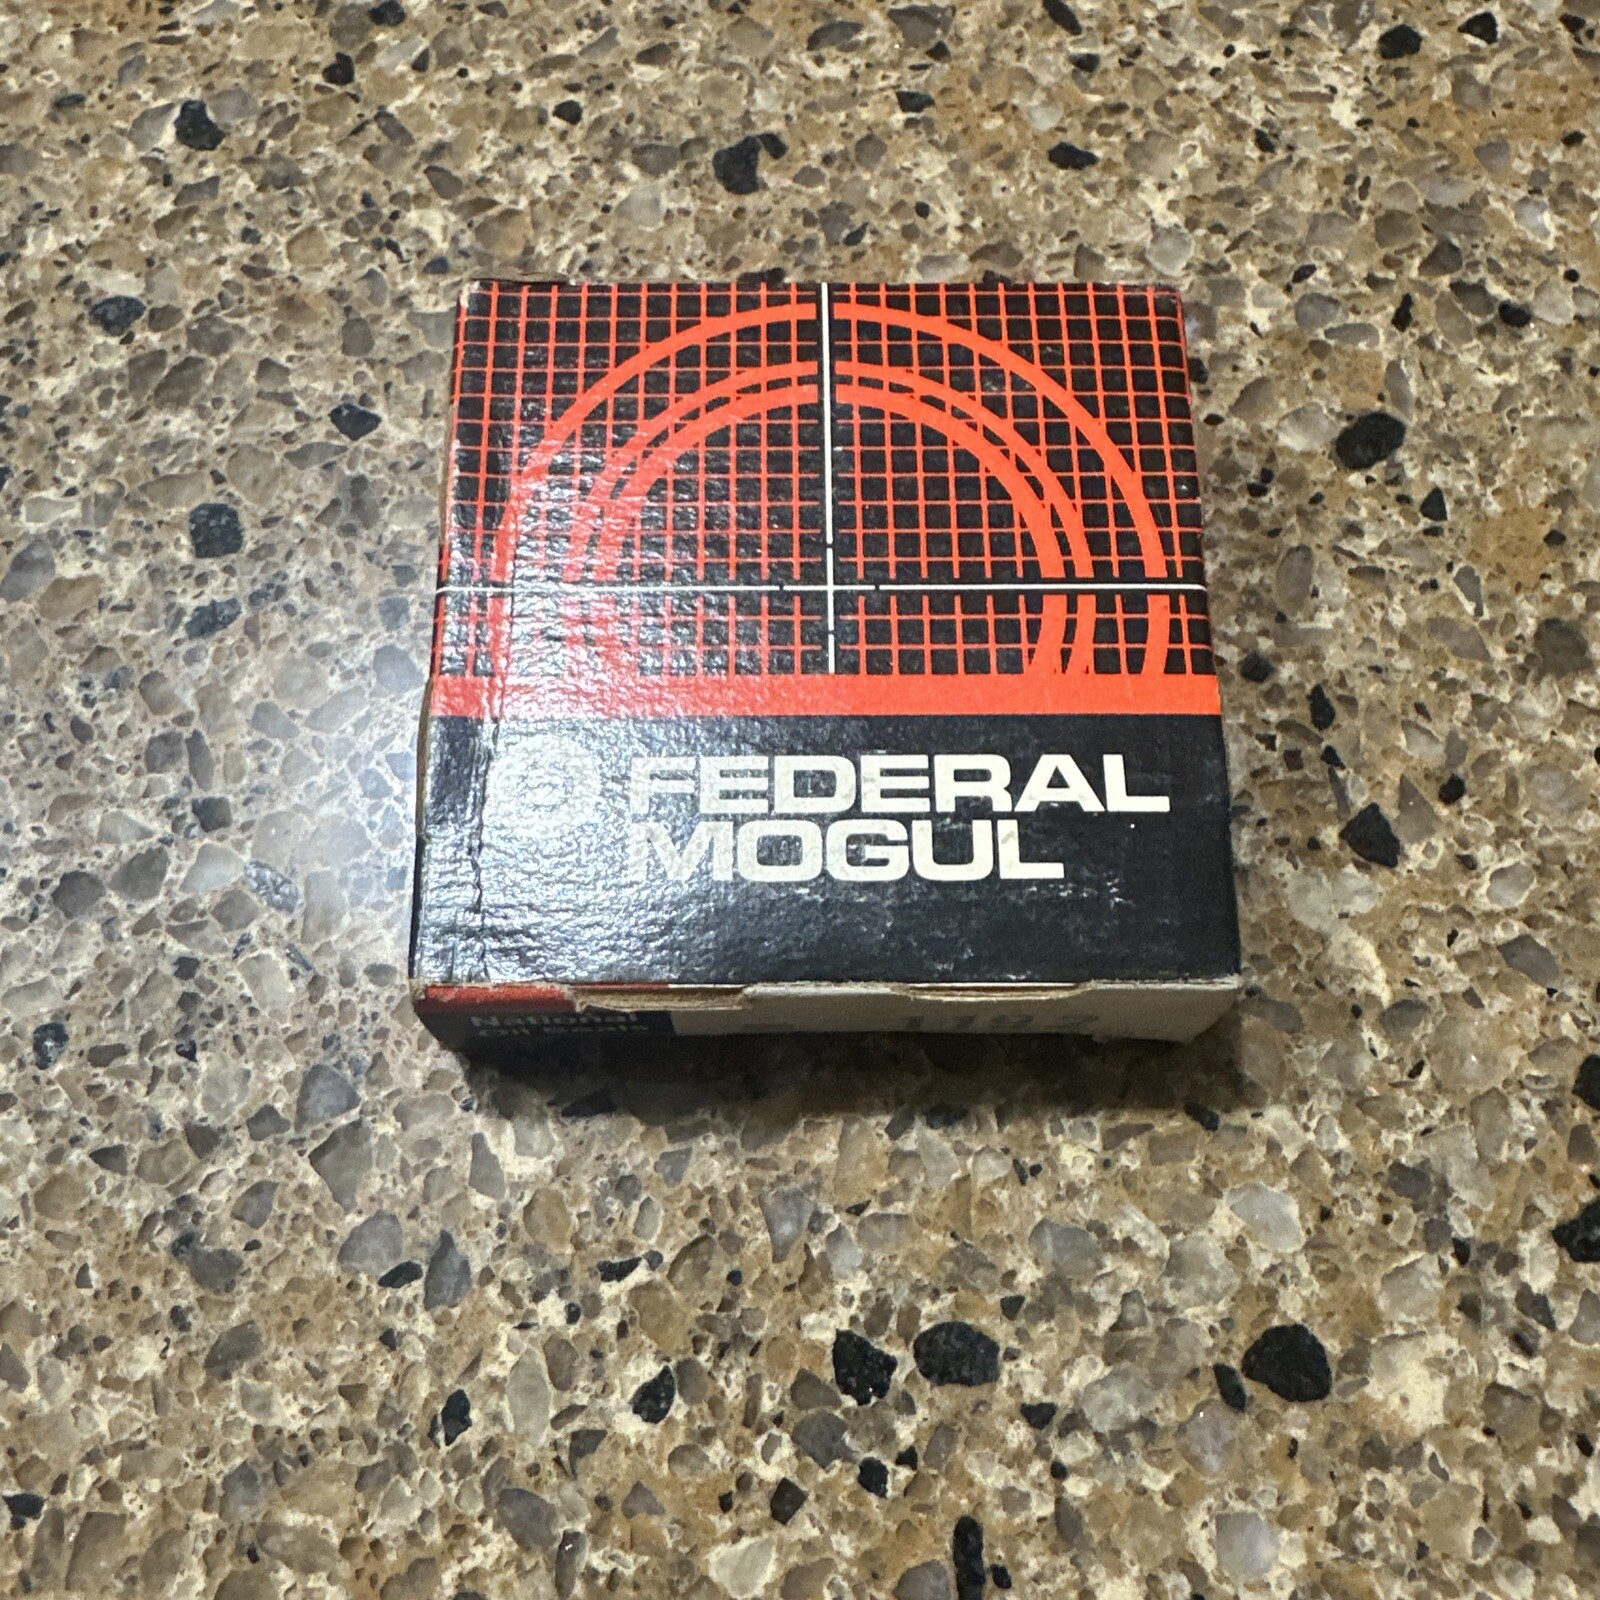 FEDERAL
MOGUL
National
Oil Seals